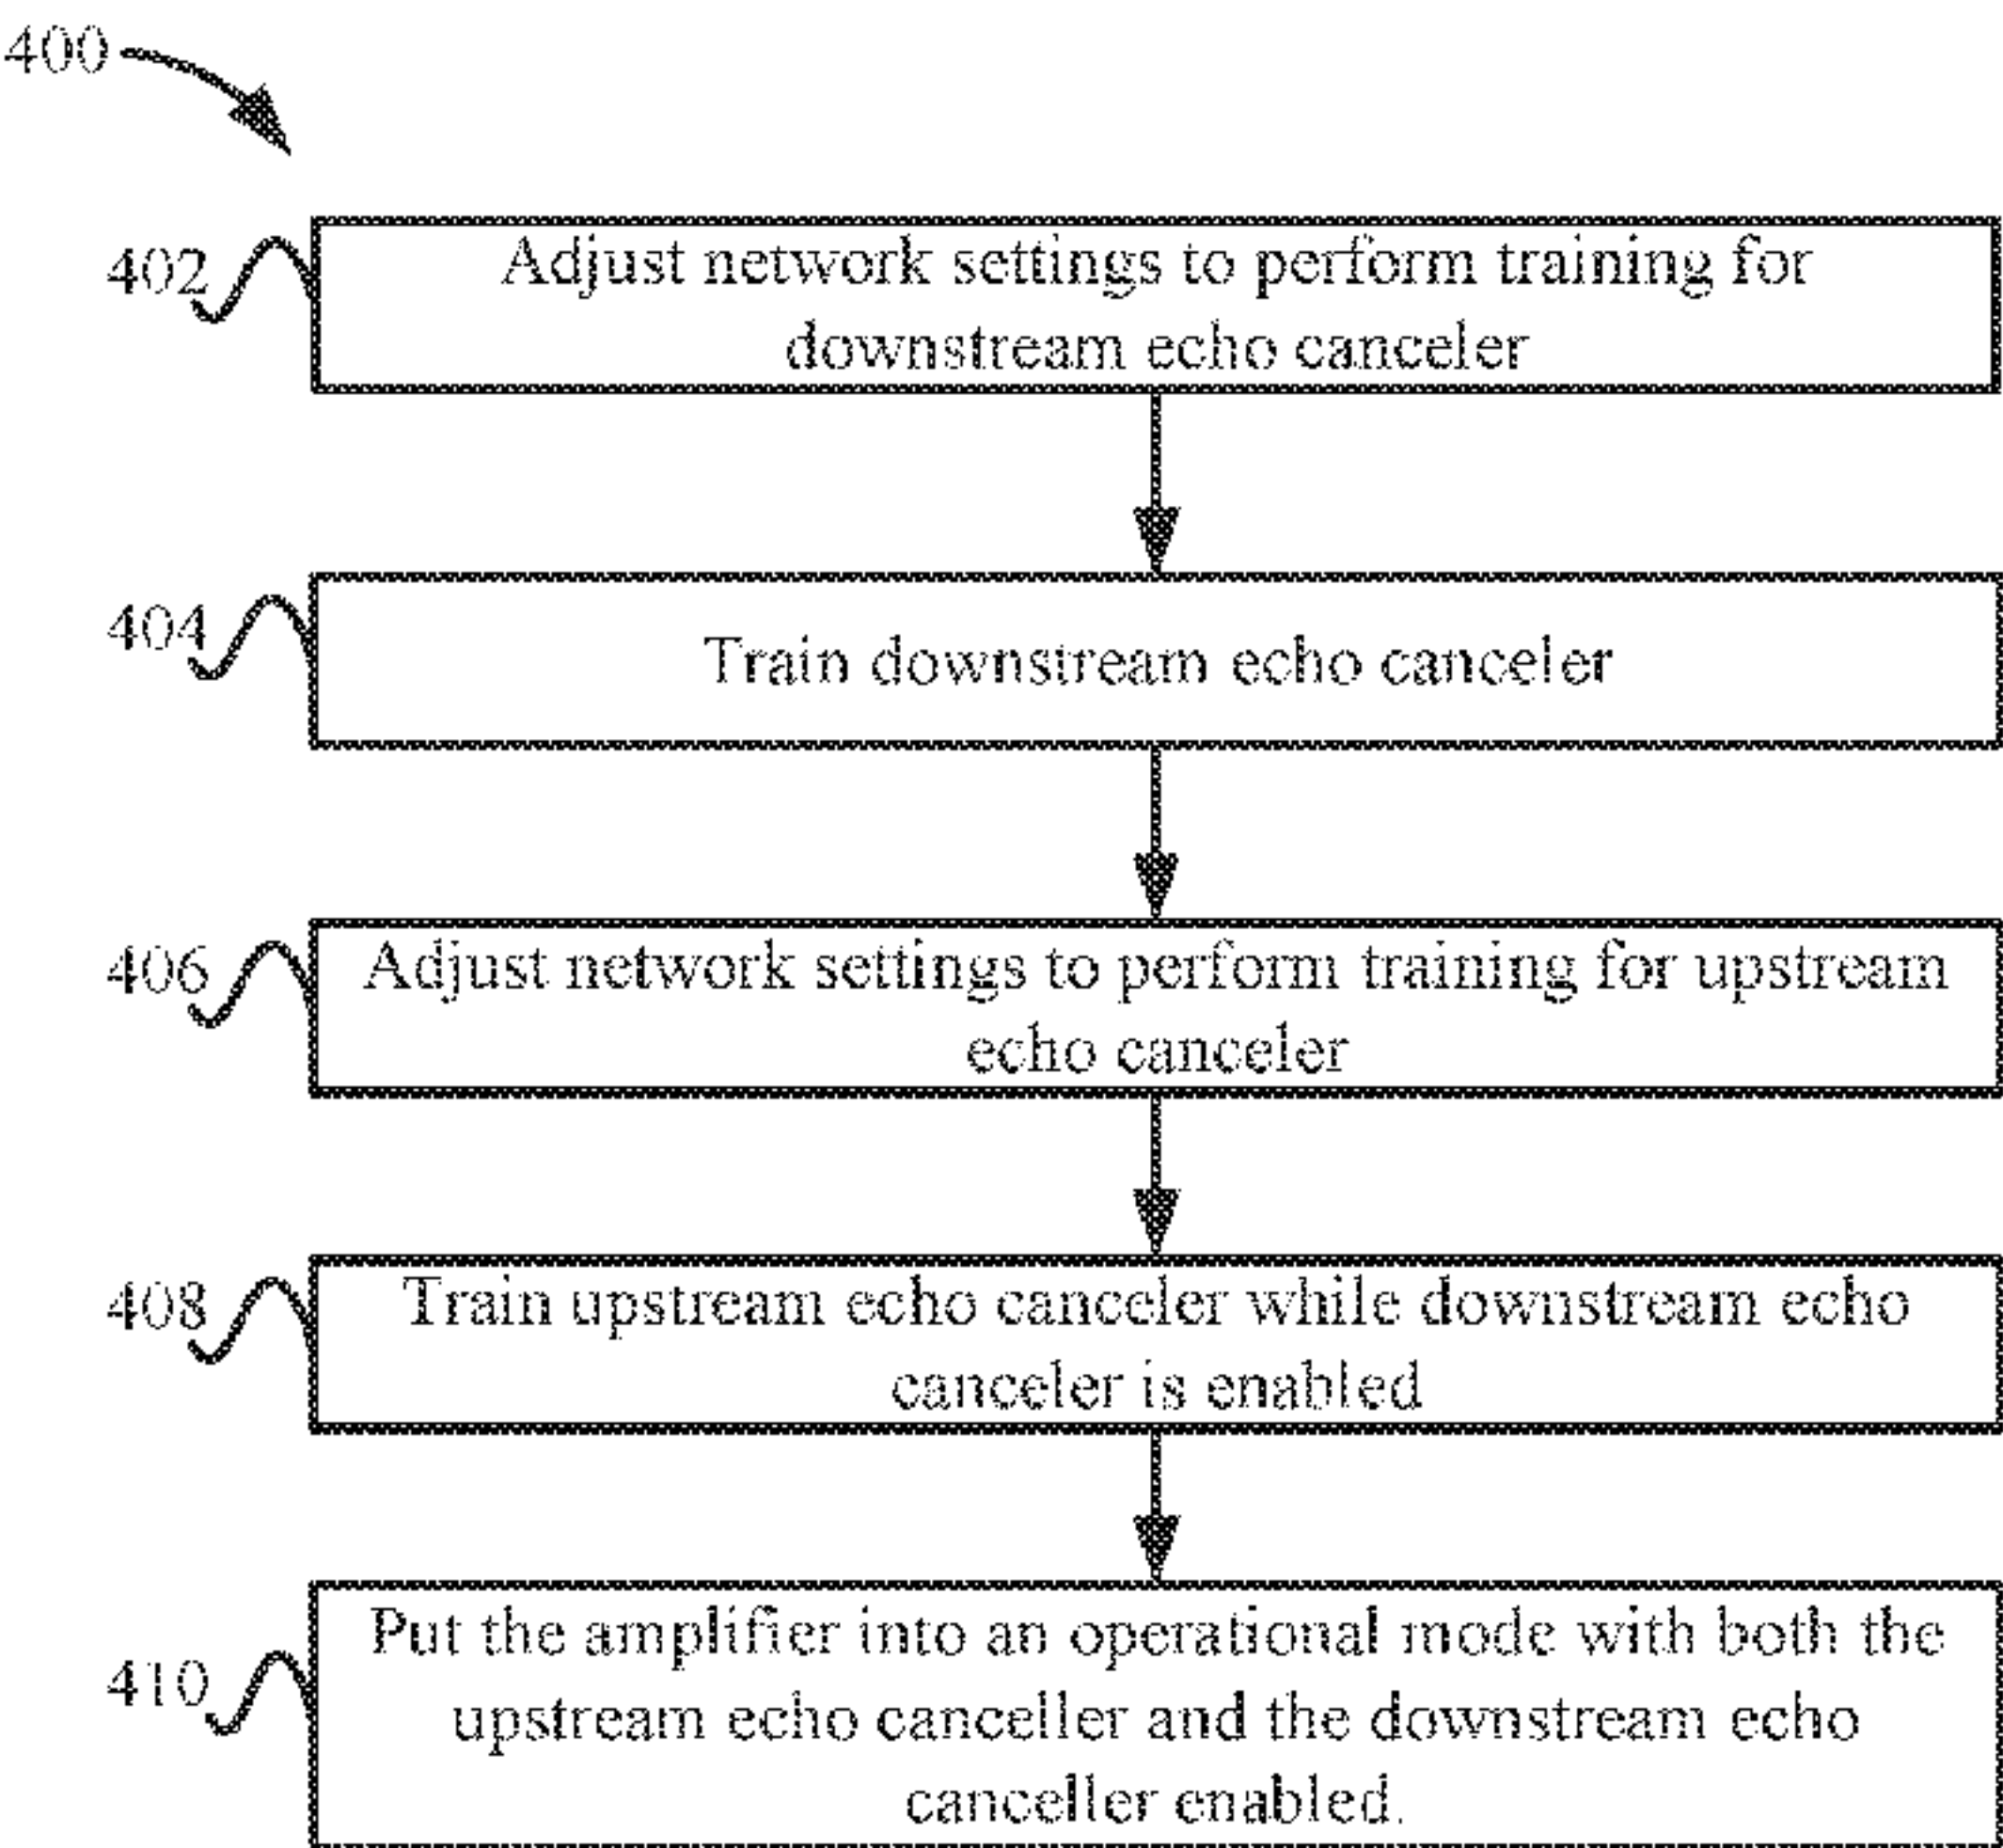 400
402
Adjust network settings to perform training for
downstream echo canceler
404
Train downstream echo canceler
406
Adjust network settings to perform training for upstream
echo canceler
408
Train upstream echo canceler while downstream echo
canceler is enabled
410
Put the amplifier into an operational mode with both the
upstream echo canceller and the downstream echo
canceller enabled.